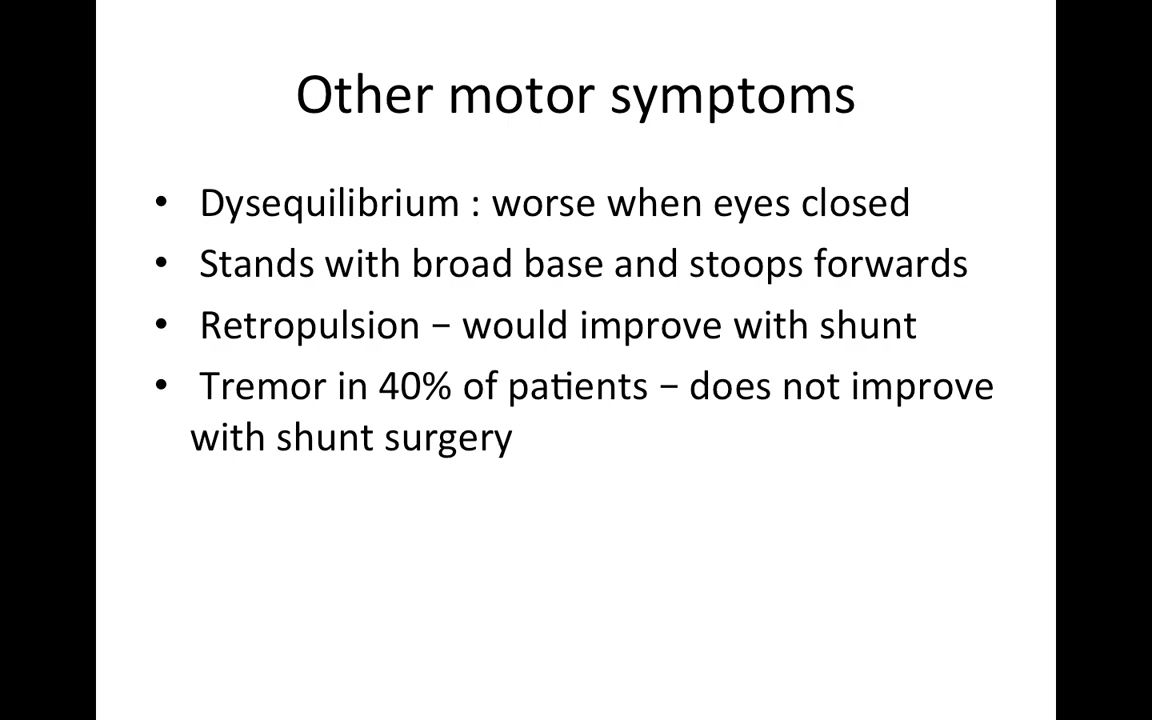 Other motor symptoms
• Dysequilibrium : worse when eyes closed
• Stands with broad base and stoops forwards
• Retropulsion − would improve with shunt
• Tremor in 40% of patients − does not improve
with shunt surgery